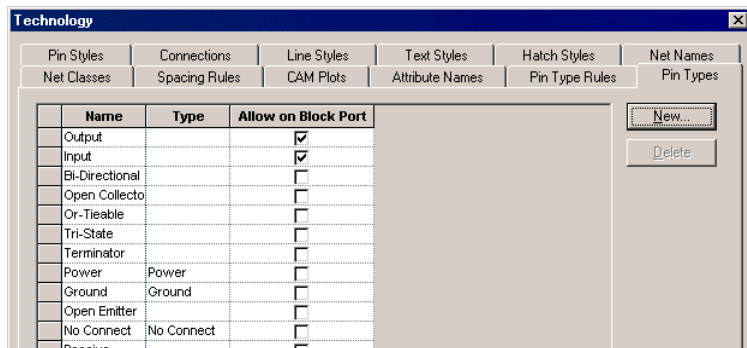 Technology
Pin Styles Connections Line Styles Text Styles Hatch Styles Net Names
Net Classes Spacing Rules CAM Plots Attribute Names Pin Type Rules Pin Types
Name Type Allow on Block Port
New...
Output
Input
Delete
Bi-Directional
Open Collecto
Or-Tieable
Tri-State
Terminator
Power Power
Ground Ground
Open Emitter
No Connect No Connect